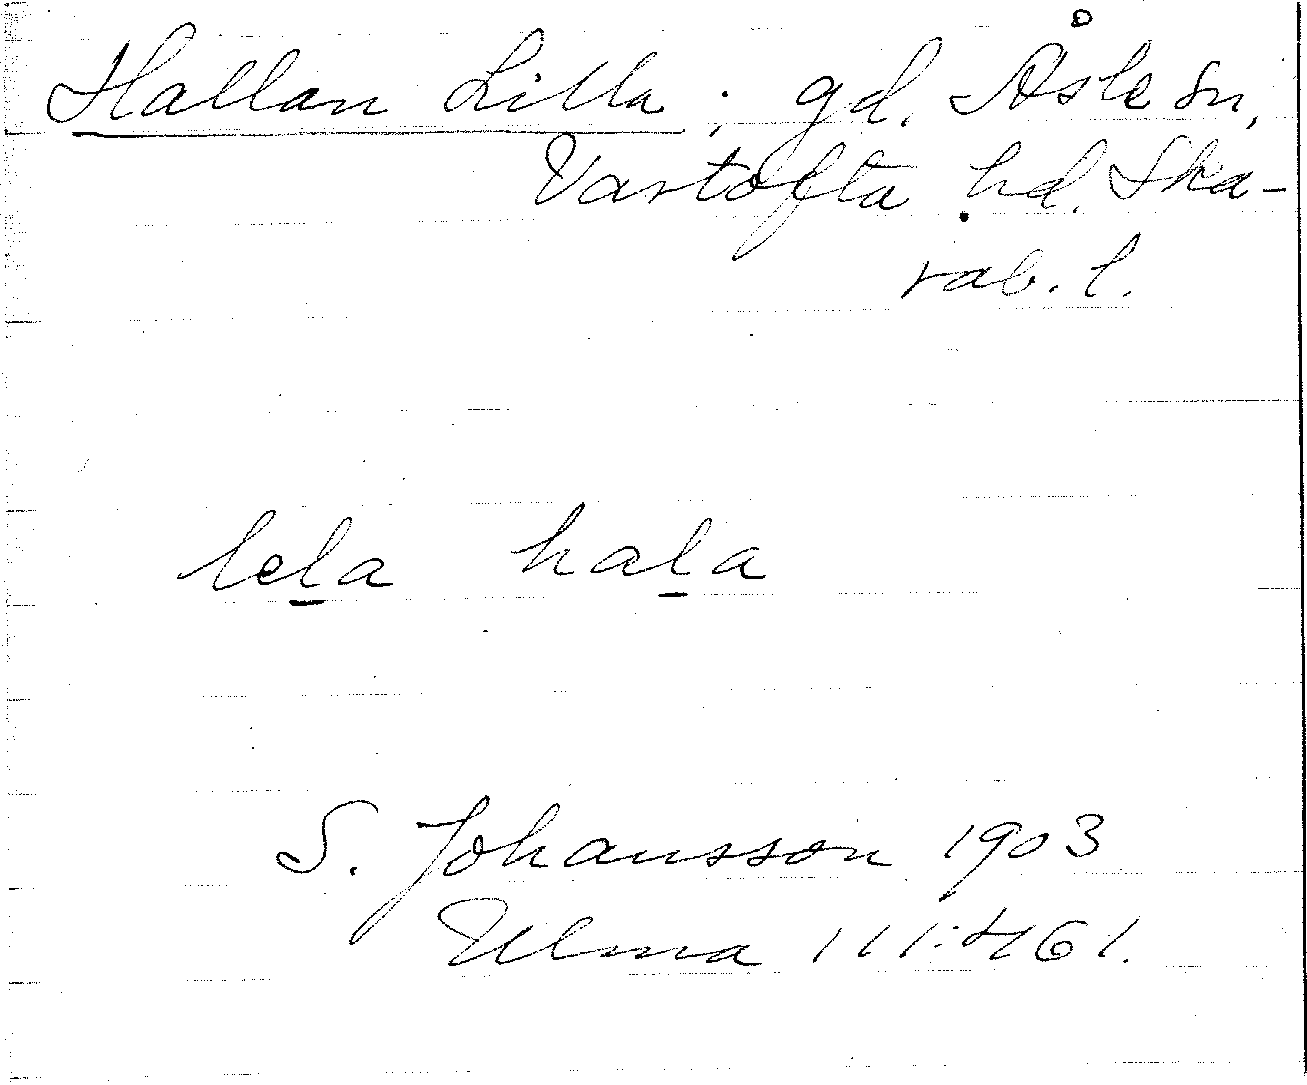 Hallan Lilla, gd. Åsle sn,
Vartofta hd. Ska-
rab. l.
lela hala
S. Johansson 1903
Ulma 111:461.